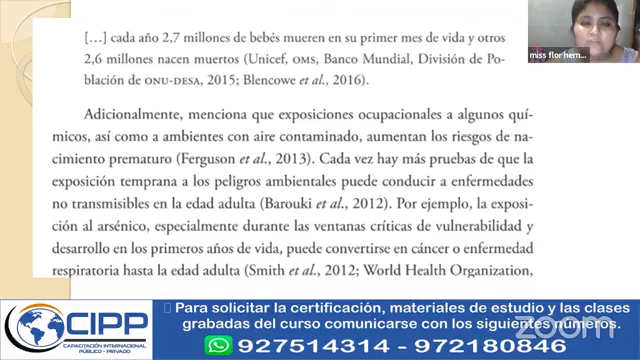 […] cada año 2,7 millones de bebés mueren en su primer mes de vida y otros
2,6 millones nacen muertos (Unicef, OMS, Banco Mundial, División de Po-
blación de ONU-DESA, 2015; Blencowe et al., 2016).
Adicionalmente, menciona que exposiciones ocupacionales a algunos quí-
micos, así como a ambientes con aire contaminado, aumentan los riesgos de na-
cimiento prematuro (Ferguson et al., 2013). Cada vez hay más pruebas de que la
exposición temprana a los peligros ambientales puede conducir a enfermedades
no transmisibles en la edad adulta (Barouki et al., 2012). Por ejemplo, la exposi-
ción al arsénico, especialmente durante las ventanas críticas de vulnerabilidad y
desarrollo en los primeros años de vida, puede convertirse en cáncer o enfermedad
respiratoria hasta la edad adulta (Smith et al., 2012; World Health Organization,
miss flor hern...
CIPP
CAPACITACIÓN INTERNACIONAL
PÚBLICO - PRIVADO
Para solicitar la certificación, materiales de estudio y las clases
grabadas del curso comunicarse con los siguientes números.
927514314 - 972180846
zoom